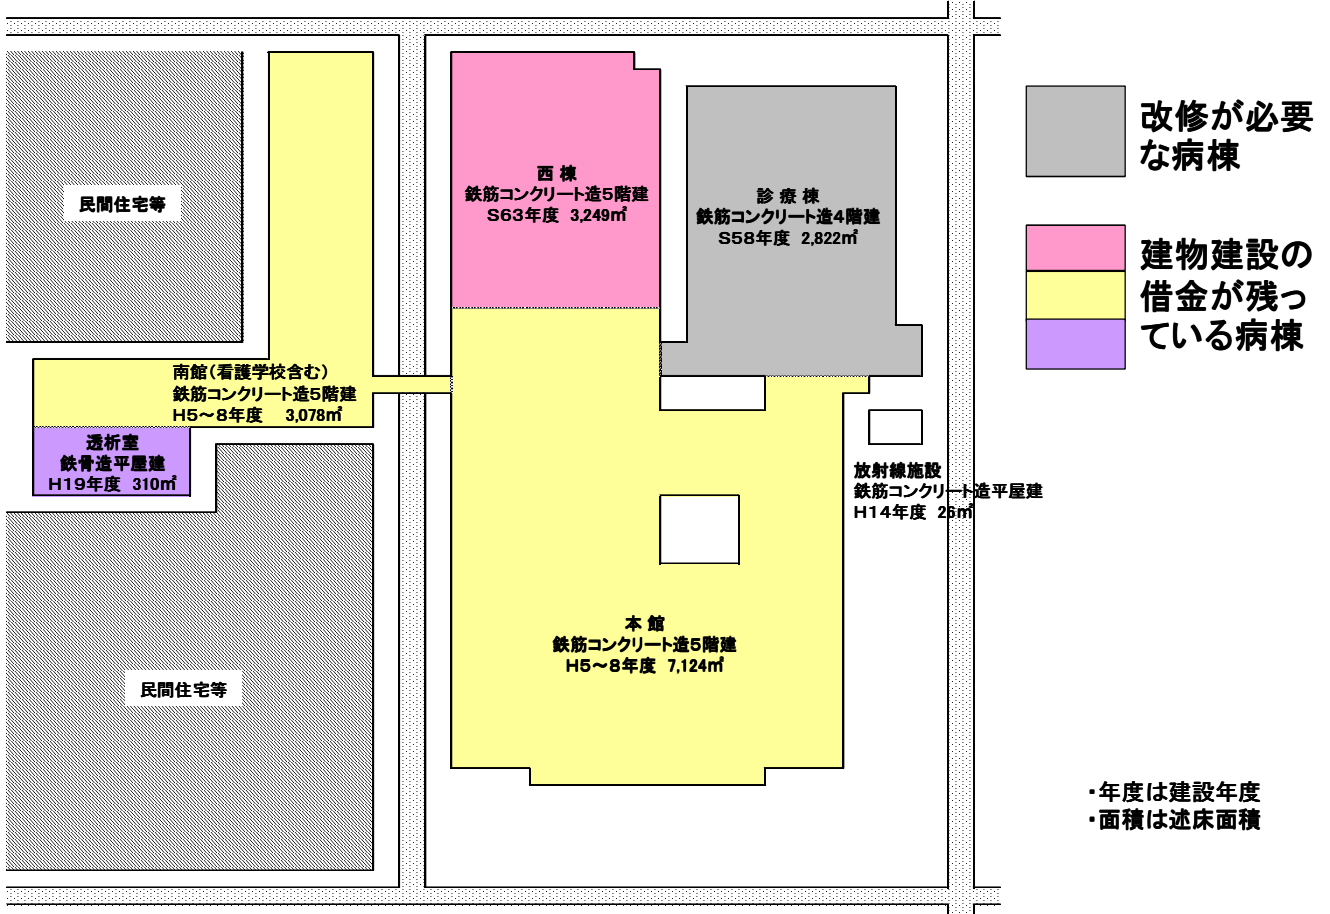 民間住宅等
西 棟
鉄筋コンクリート造5階建
S63年度 3,249㎡
診 療 棟
鉄筋コンクリート造4階建
S58年度 2,822㎡
改修が必要
な病棟
建物建設の
借金が残っ
ている病棟
南館(看護学校含む)
鉄筋コンクリート造5階建
H5～8年度 3,078㎡
透析室
鉄骨造平屋建
H19年度 310㎡
放射線施設
鉄筋コンクリート造平屋建
H14年度 26㎡
本 館
鉄筋コンクリート造5階建
H5～8年度 7,124㎡
民間住宅等
・年度は建設年度
・面積は述床面積